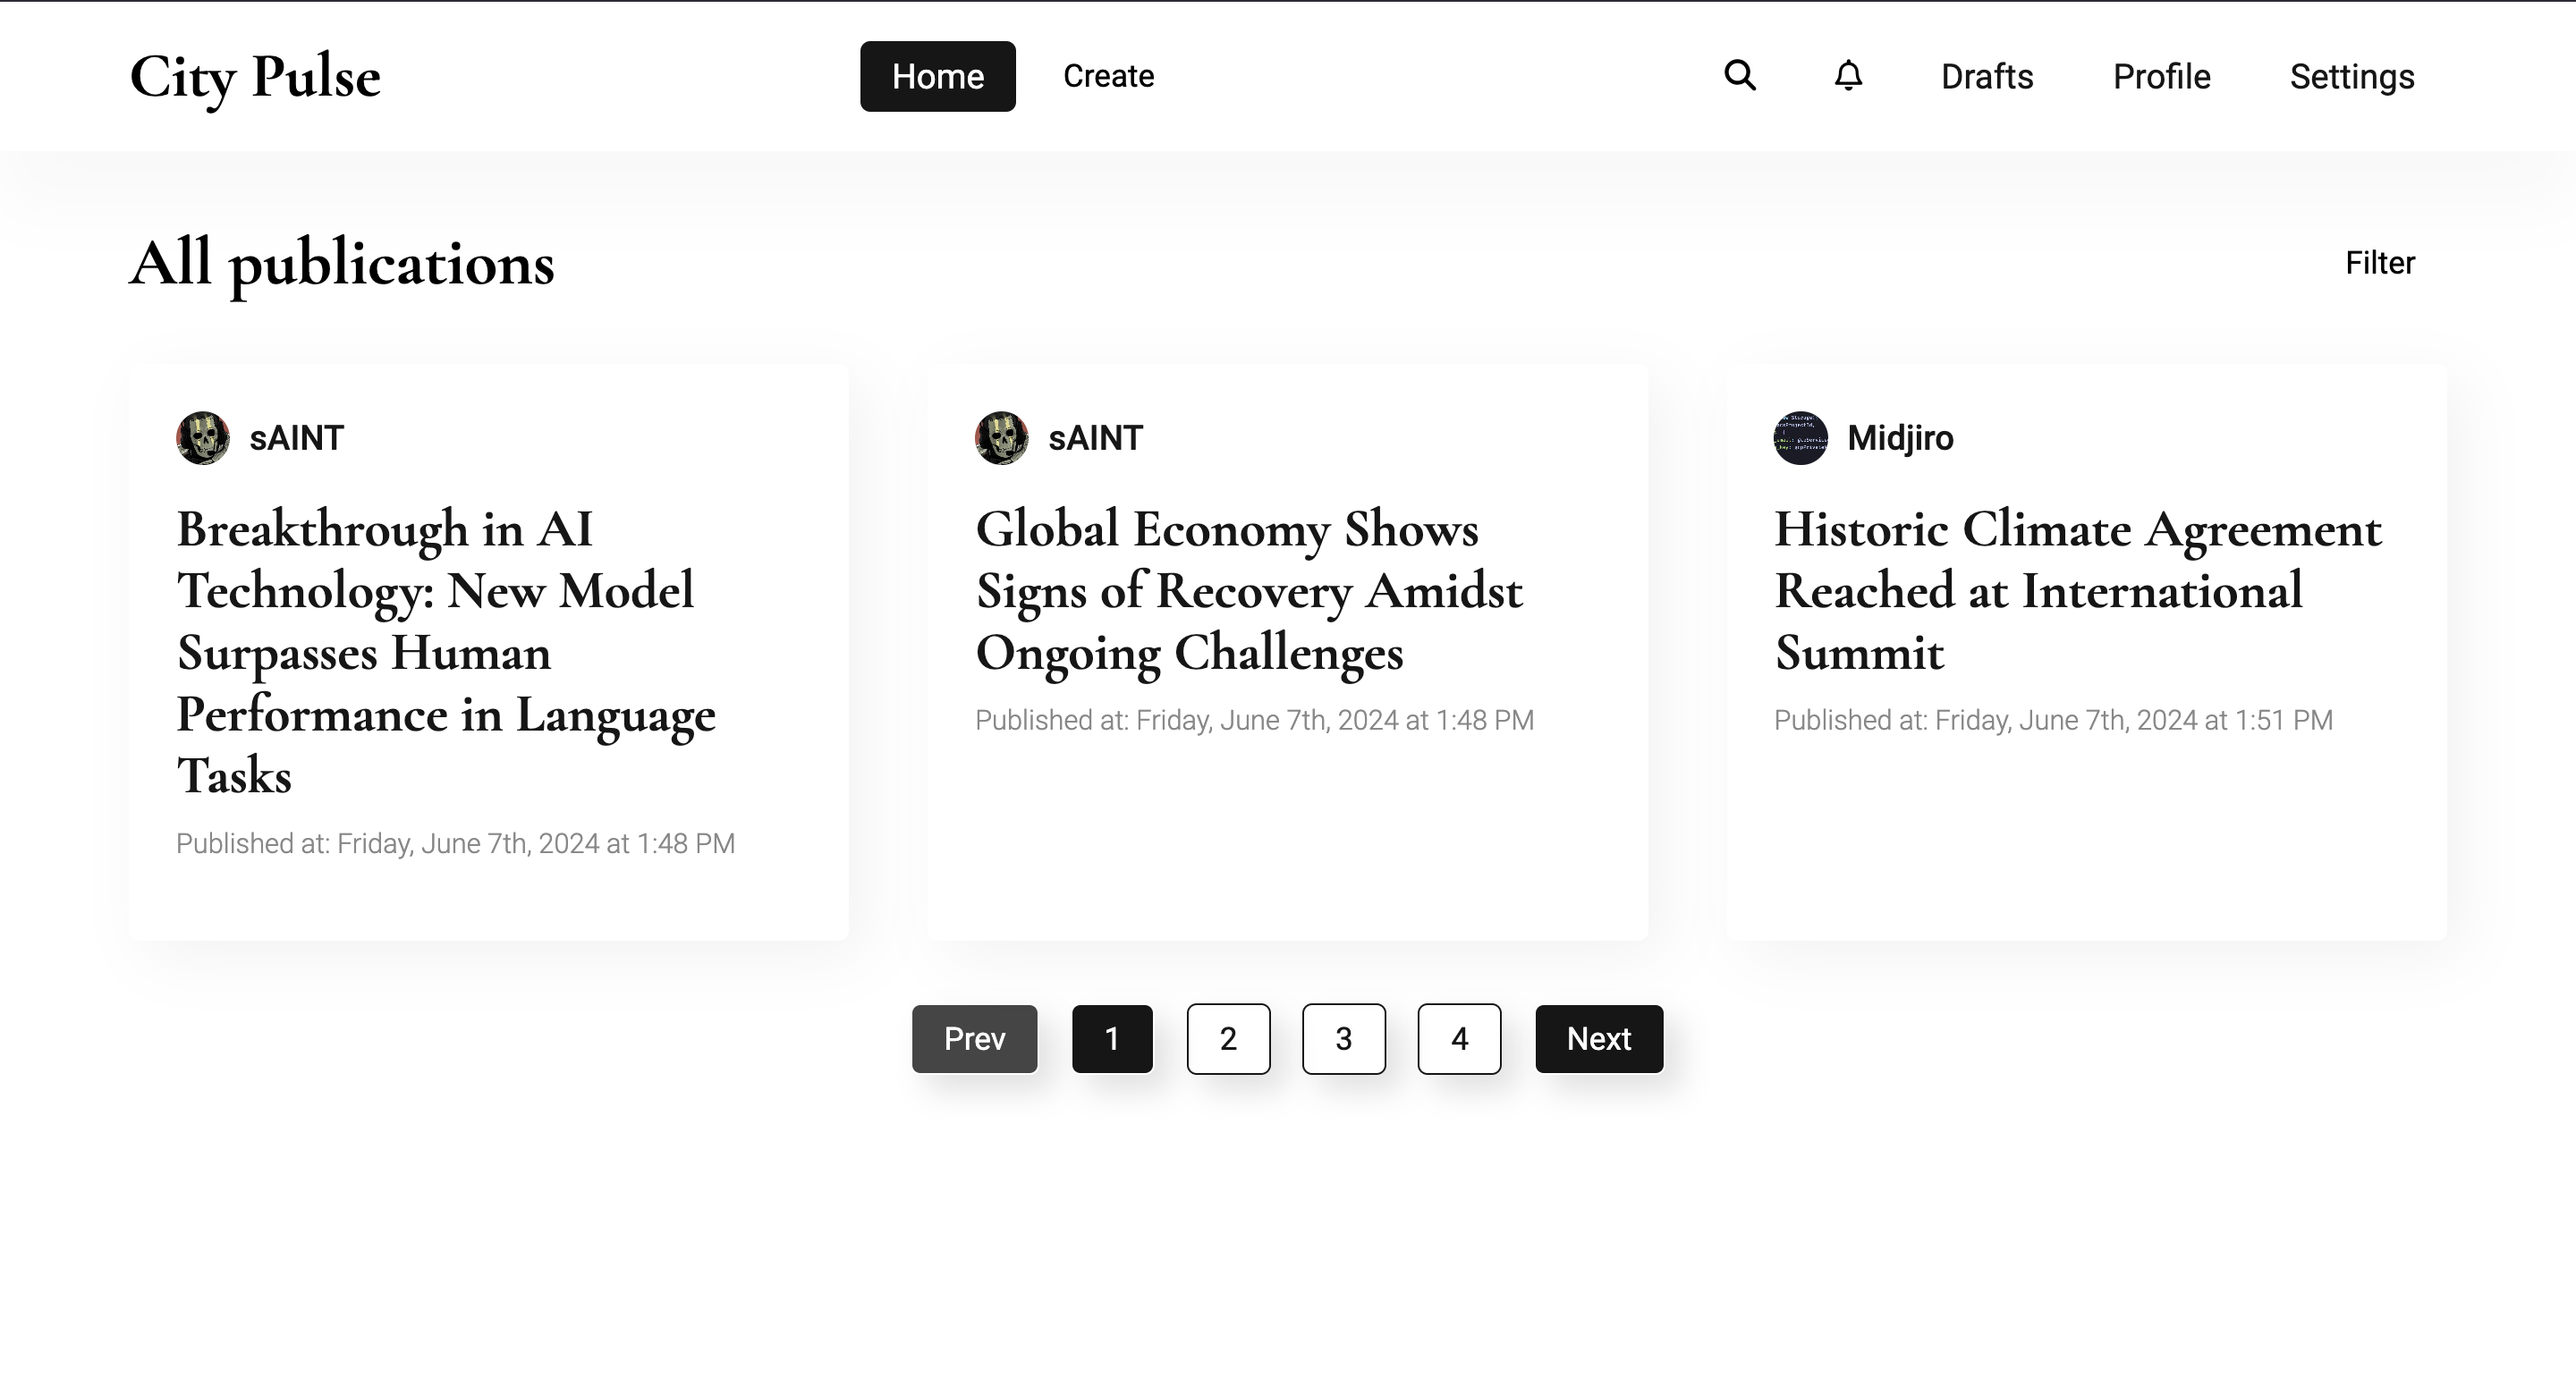 City Pulse
Home
Create
Drafts
Profile
Settings
All publications
Filter
sAINT
Breakthrough in AI
Technology: New Model
Surpasses Human
Performance in Language
Tasks
Published at: Friday, June 7th, 2024 at 1:48 PM
sAINT
Global Economy Shows
Signs of Recovery Amidst
Ongoing Challenges
Published at: Friday, June 7th, 2024 at 1:48 PM
Midjiro
Historic Climate Agreement
Reached at International
Summit
Published at: Friday, June 7th, 2024 at 1:51 PM
Prev
1
2
3
4
Next